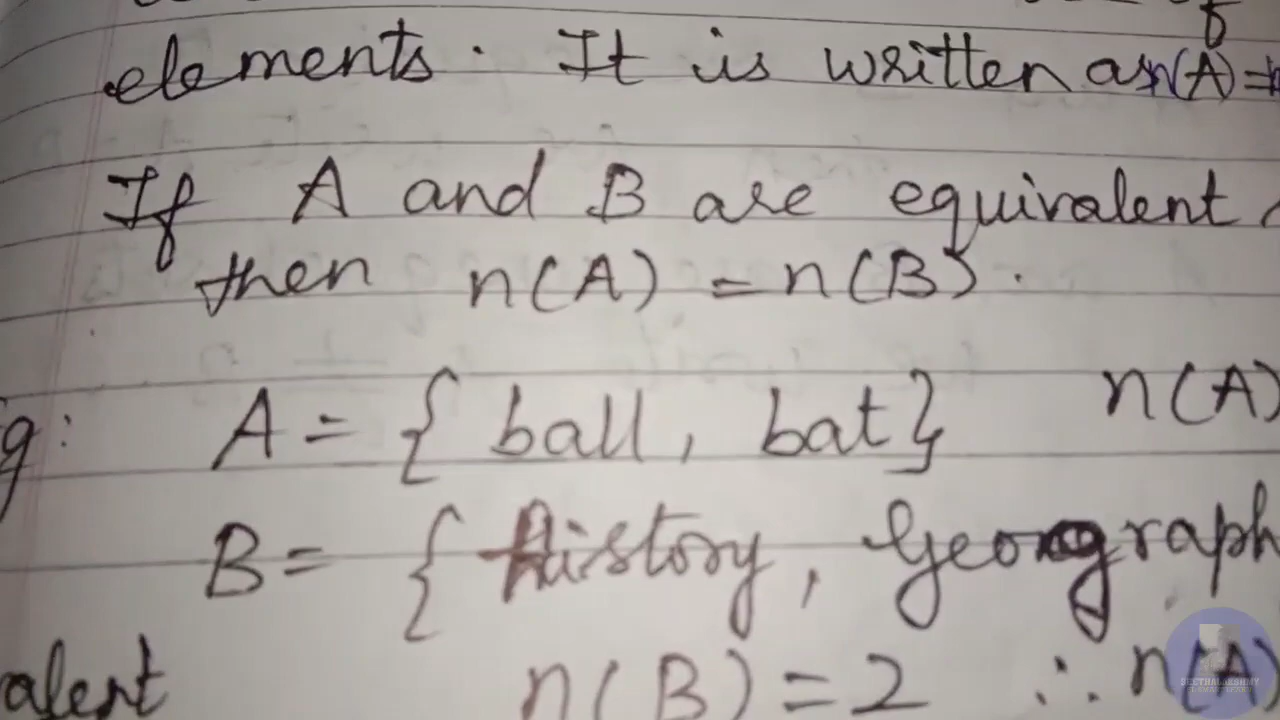 elements. It is written as n(A) =
If A and B are equivalent
then n(A) = n(B).
g: A = { ball, bat} n(A)
B = { History, Geograph
alent n(B) = 2 ∴ n(A)